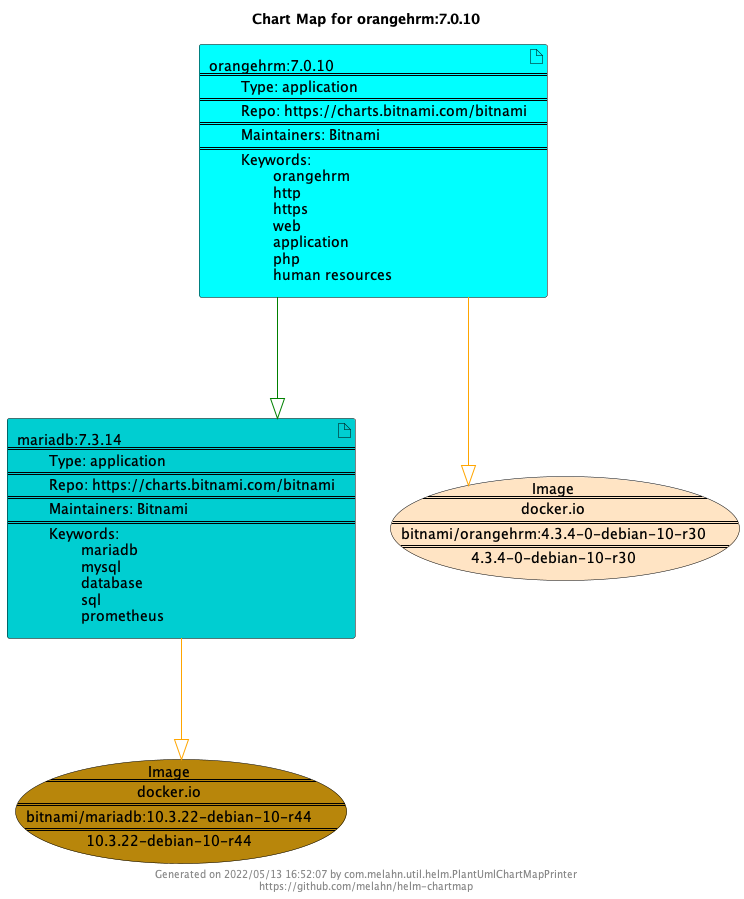 Chart Map for orangehrm:7.0.10
orangehrm:7.0.10
Type: application
Repo: https://charts.bitnami.com/bitnami
Maintainers: Bitnami
Keywords:
orangehrm
http
https
web
application
php
human resources
mariadb:7.3.14
Type: application
Repo: https://charts.bitnami.com/bitnami
Maintainers: Bitnami
Keywords:
mariadb
mysql
database
sql
prometheus
Image
docker.io
bitnami/orangehrm:4.3.4-0-debian-10-r30
4.3.4-0-debian-10-r30
Image
docker.io
bitnami/mariadb:10.3.22-debian-10-r44
10.3.22-debian-10-r44
Generated on 2022/05/13 16:52:07 by com.melahn.util.helm.PlantUmlChartMapPrinter
https://github.com/melahn/helm-chartmap